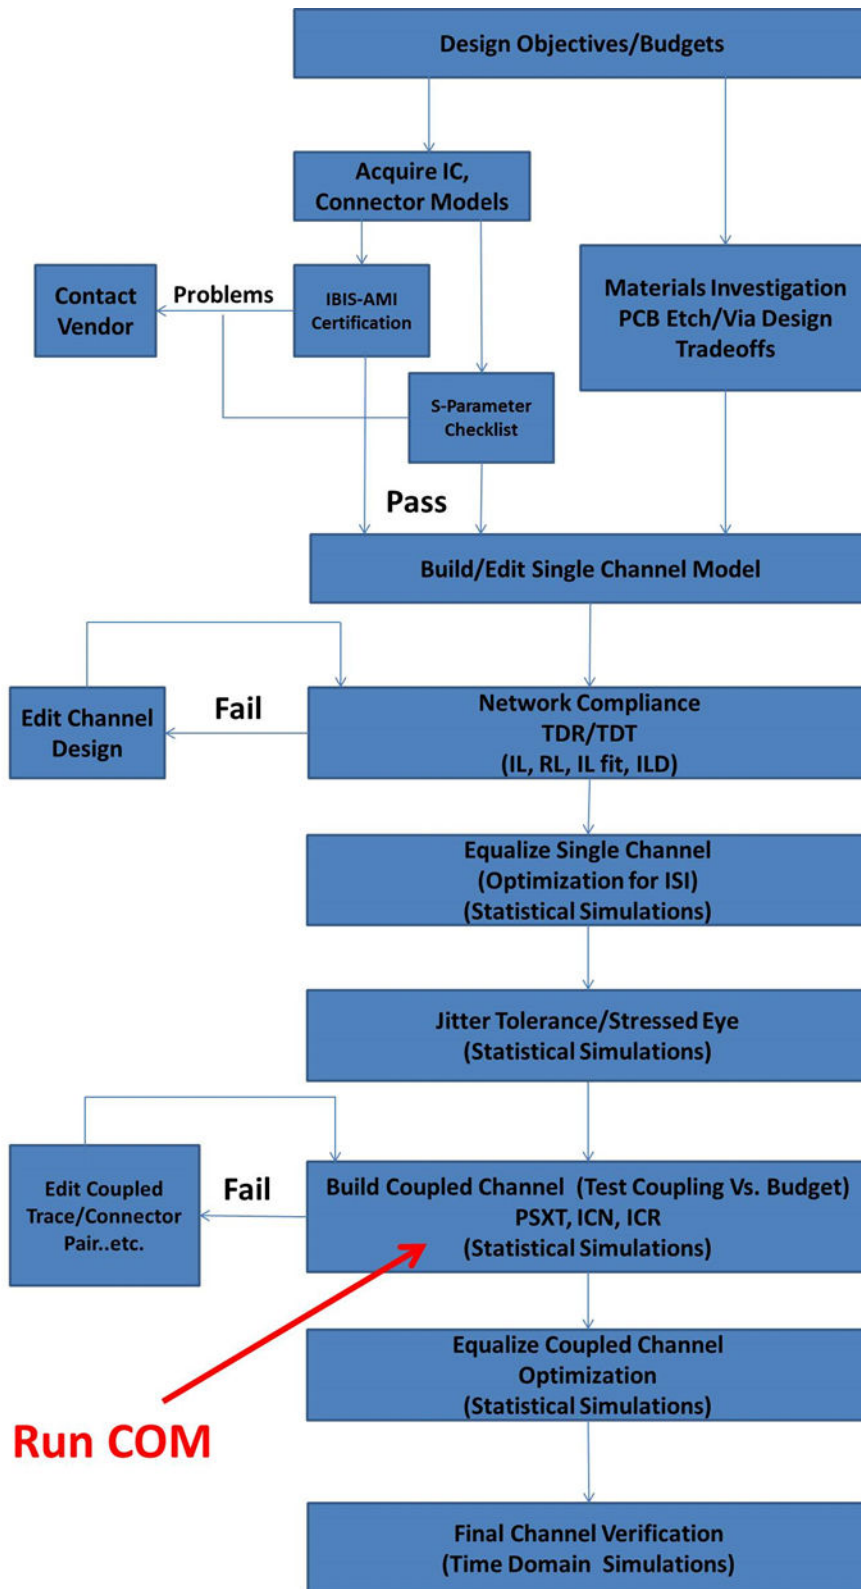 Design Objectives/Budgets
Acquire IC,
Connector Models
Contact
Vendor
Problems
IBIS-AMI
Certification
Materials Investigation
PCB Etch/Via Design
Tradeoffs
S-Parameter
Checklist
Pass
Build/Edit Single Channel Model
Edit Channel
Design
Fail
Network Compliance
TDR/TDT
(IL, RL, IL fit, ILD)
Equalize Single Channel
(Optimization for ISI)
(Statistical Simulations)
Jitter Tolerance/Stressed Eye
(Statistical Simulations)
Edit Coupled
Trace/Connector
Pair..etc.
Fail
Build Coupled Channel (Test Coupling Vs. Budget)
PSXT, ICN, ICR
(Statistical Simulations)
Equalize Coupled Channel
Optimization
(Statistical Simulations)
Run COM
Final Channel Verification
(Time Domain Simulations)